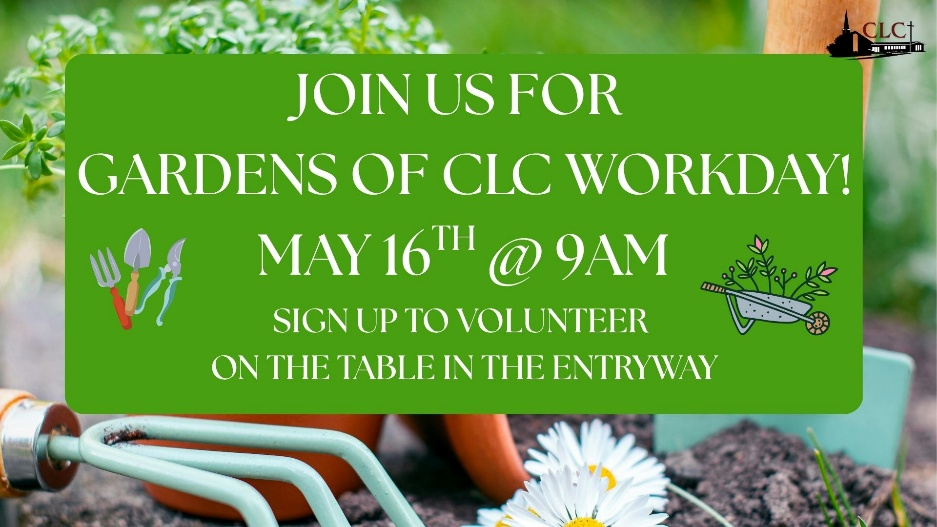 CLC
JOIN US FOR
GARDENS OF CLC WORKDAY!
MAY 16TH @ 9AM
SIGN UP TO VOLUNTEER
ON THE TABLE IN THE ENTRYWAY